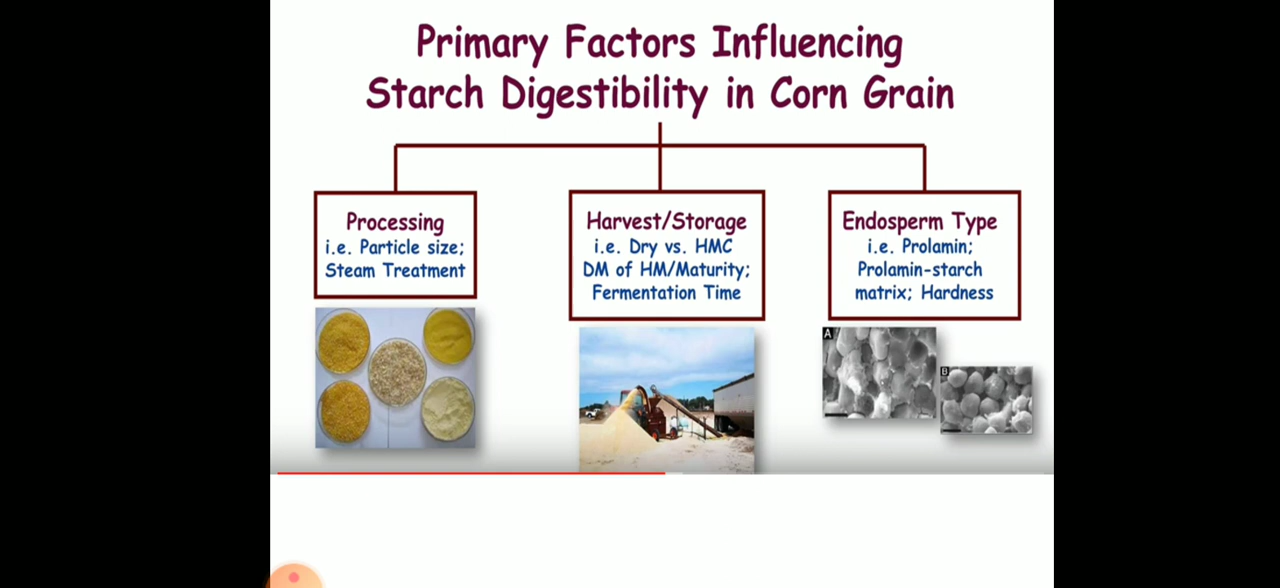 Primary Factors Influencing
Starch Digestibility in Corn Grain
Processing
i.e. Particle size;
Steam Treatment
Harvest/Storage
i.e. Dry vs. HMC
DM of HM/Maturity;
Fermentation Time
Endosperm Type
i.e. Prolamin;
Prolamin-starch
matrix; Hardness
A
B